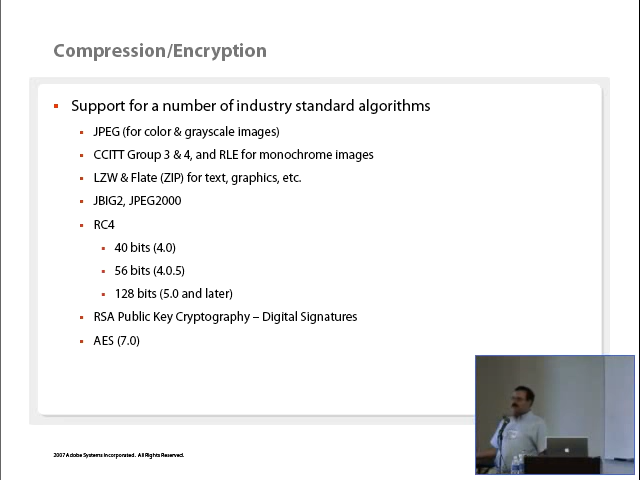 Compression/Encryption
Support for a number of industry standard algorithms
JPEG (for color & grayscale images)
CCITT Group 3 & 4, and RLE for monochrome images
LZW & Flate (ZIP) for text, graphics, etc.
JBIG2, JPEG2000
RC4
40 bits (4.0)
56 bits (4.0.5)
128 bits (5.0 and later)
RSA Public Key Cryptography – Digital Signatures
AES (7.0)
2007 Adobe Systems Incorporated. All Rights Reserved.